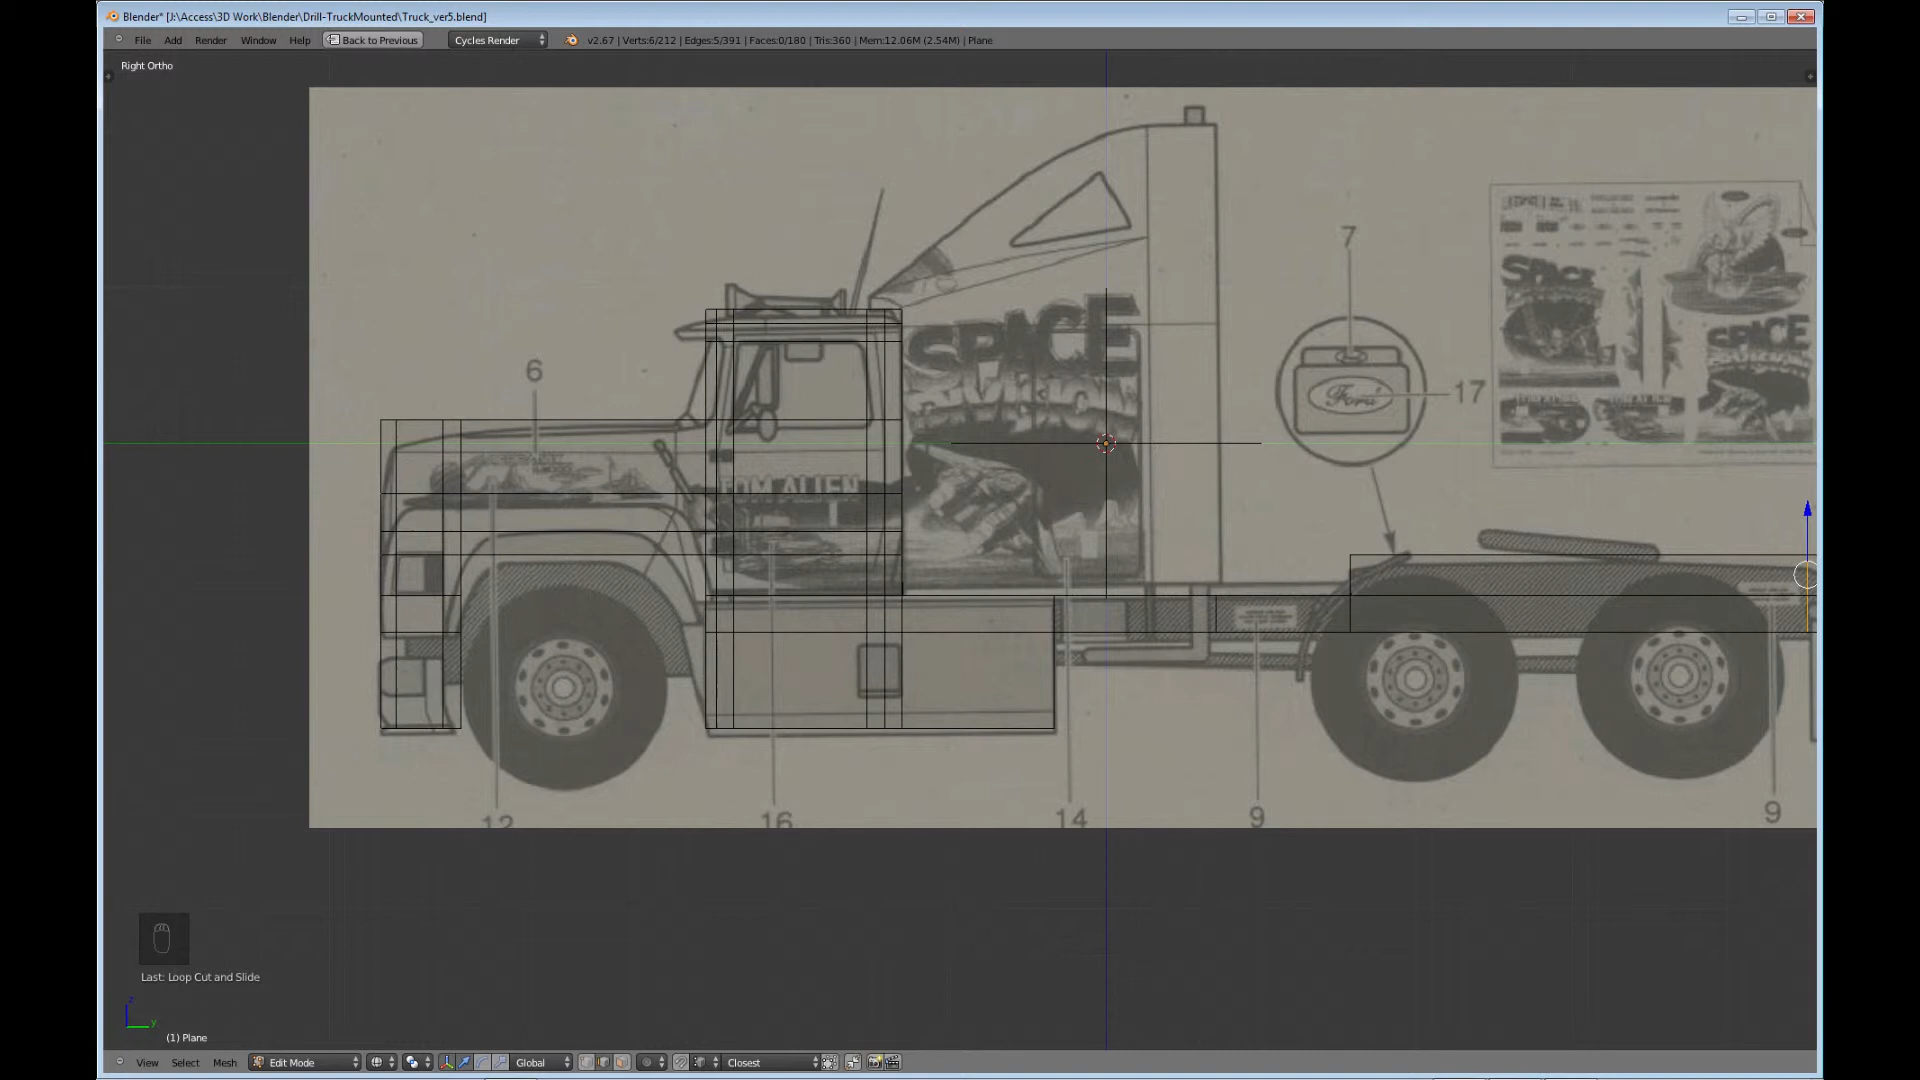 Blender* [J:\Access\3D Work\Blender\Drill-TruckMounted\Truck_ver5.blend]
File Add Render Window Help Back to Previous Cycles Render v2.67 | Verts:6/212 | Edges:5/391 | Faces:0/180 | Tris:360 | Mem:12.06M (2.54M) | Plane
Right Ortho
7
SPACE
SPACE
SPACE
6
Ford
17
TOM ALIEN
12
16
14
9
9
Last: Loop Cut and Slide
z
y
(1) Plane
View Select Mesh Edit Mode Global Closest